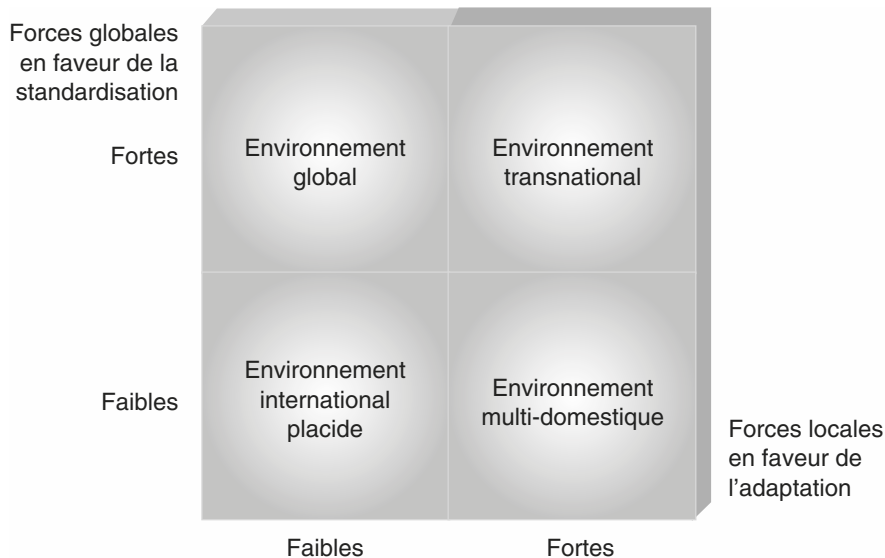 Forces globales
en faveur de la
standardisation
Fortes
Environnement
global
Environnement
transnational
Faibles
Environnement
international
placide
Environnement
multi-domestique
Forces locales
en faveur de
l'adaptation
Faibles
Fortes